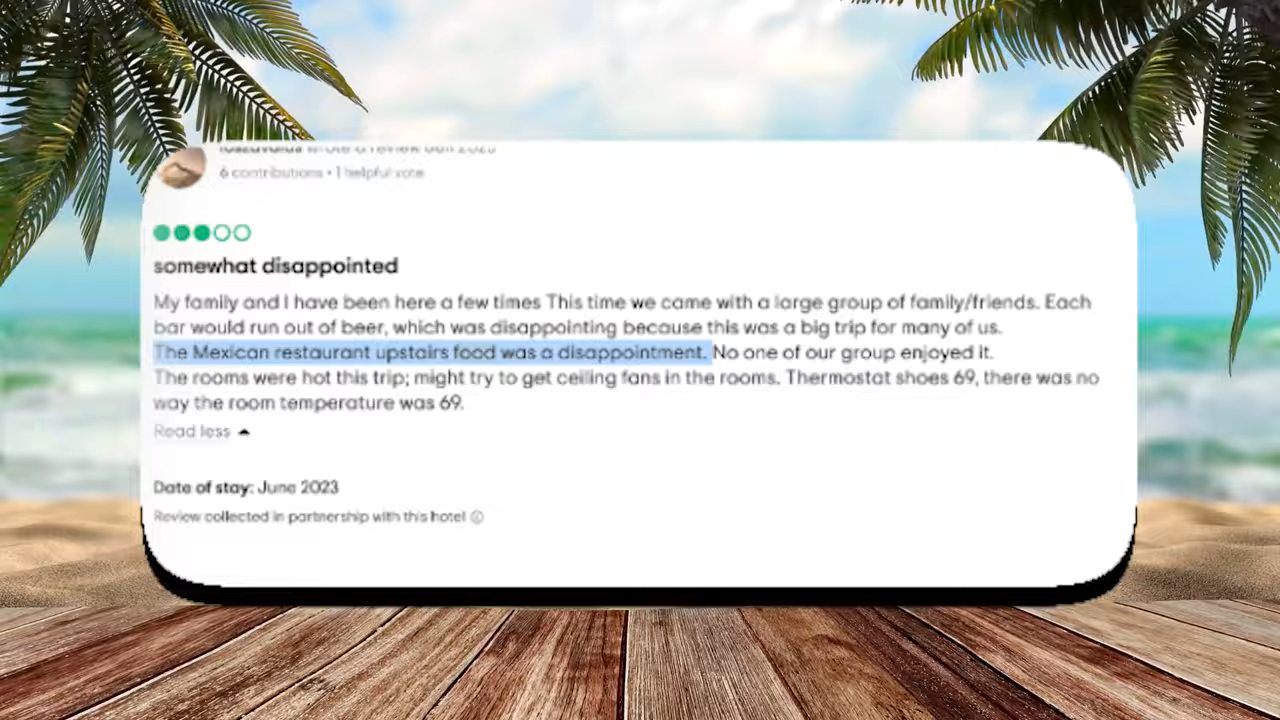 wrote a review Jun 2023
6 contributions • 1 helpful vote
somewhat disappointed
My family and I have been here a few times This time we came with a large group of family/friends. Each
bar would run out of beer, which was disappointing because this was a big trip for many of us.
The Mexican restaurant upstairs food was a disappointment. No one of our group enjoyed it.
The rooms were hot this trip; might try to get ceiling fans in the rooms. Thermostat shoes 69, there was no
way the room temperature was 69.
Read less
Date of stay: June 2023
Review collected in partnership with this hotel